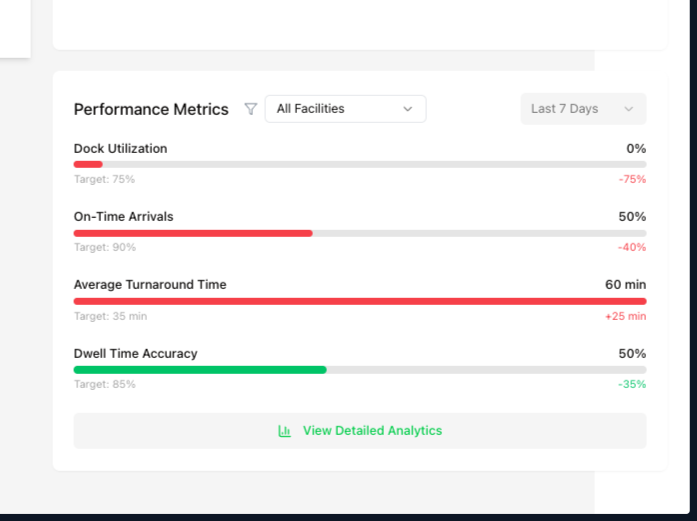 Performance Metrics All Facilities Last 7 Days
Dock Utilization 0%
Target: 75% -75%
On-Time Arrivals 50%
Target: 90% -40%
Average Turnaround Time 60 min
Target: 35 min +25 min
Dwell Time Accuracy 50%
Target: 85% -35%
View Detailed Analytics